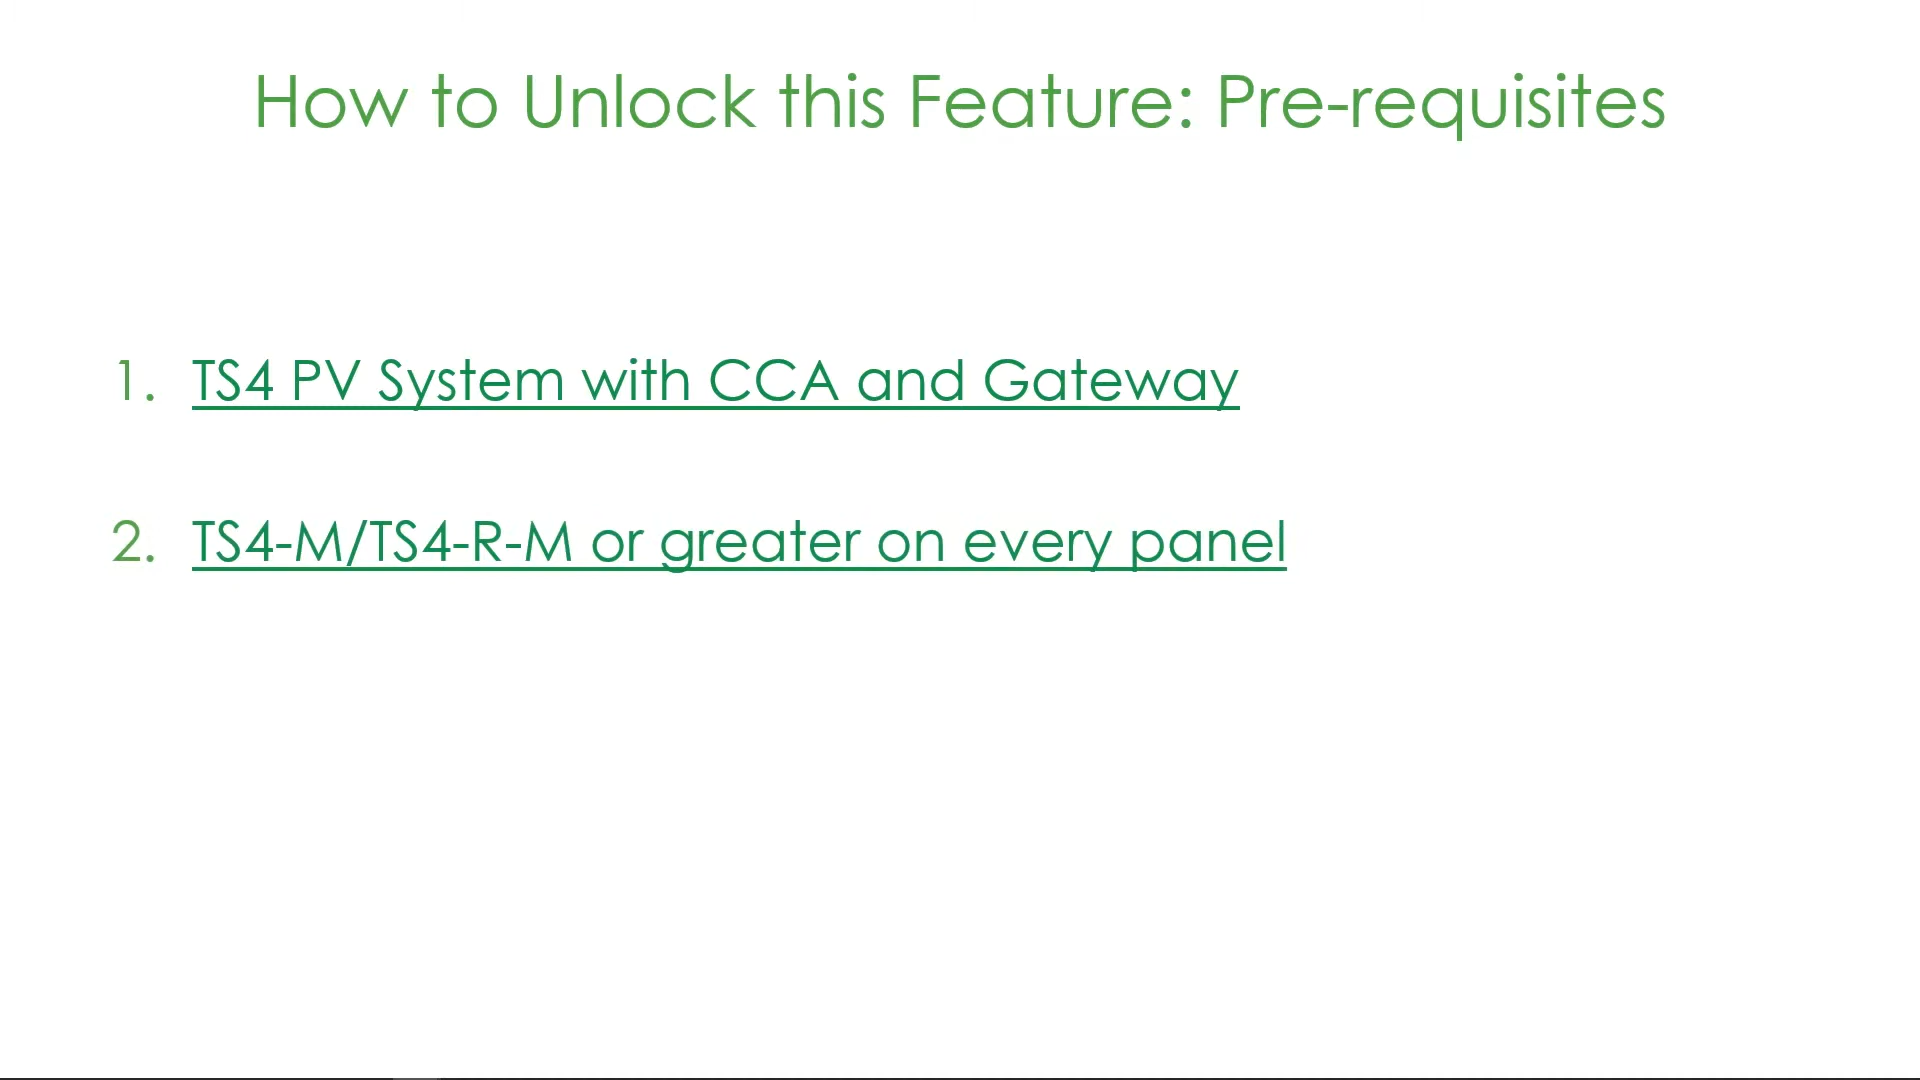 How to Unlock this Feature: Pre-requisites
1. TS4 PV System with CCA and Gateway
2. TS4-M/TS4-R-M or greater on every panel